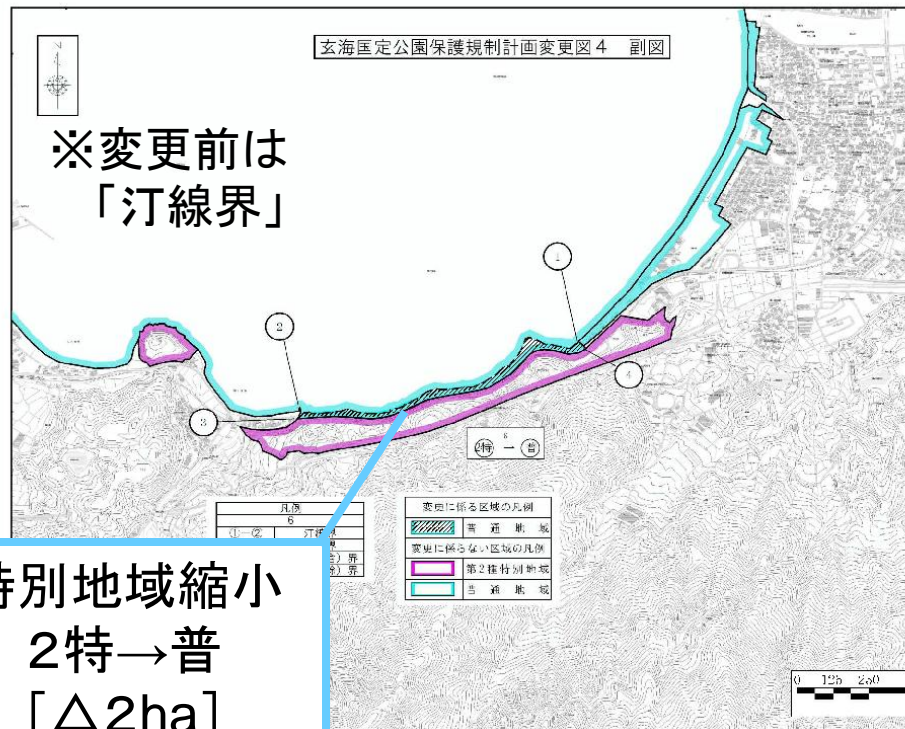 玄海国定公園保護規制計画変更図4 副図
N
※変更前は
「汀線界」
①
②
③
④
6
2特 → 普
凡例
6
①-② 汀線界
界
界
変更に係る区域の凡例
普通地域
変更に係らない区域の凡例
第2種特別地域
普通地域
特別地域縮小
2特→普
[△2ha]
0 125 250